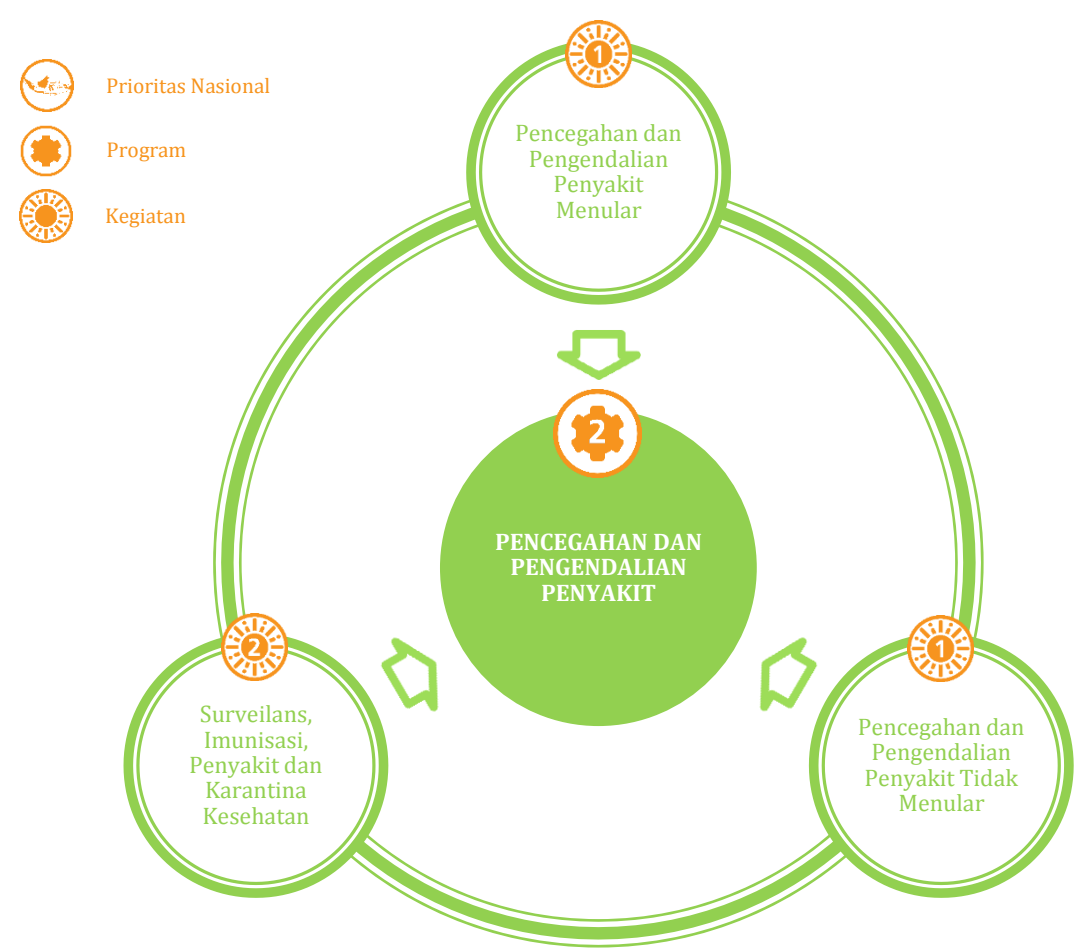 Prioritas Nasional
Program
Kegiatan
1
Pencegahan dan
Pengendalian
Penyakit
Menular
2
PENCEGAHAN DAN
PENGENDALIAN
PENYAKIT
2
Surveilans,
Imunisasi,
Penyakit dan
Karantina
Kesehatan
1
Pencegahan dan
Pengendalian
Penyakit Tidak
Menular